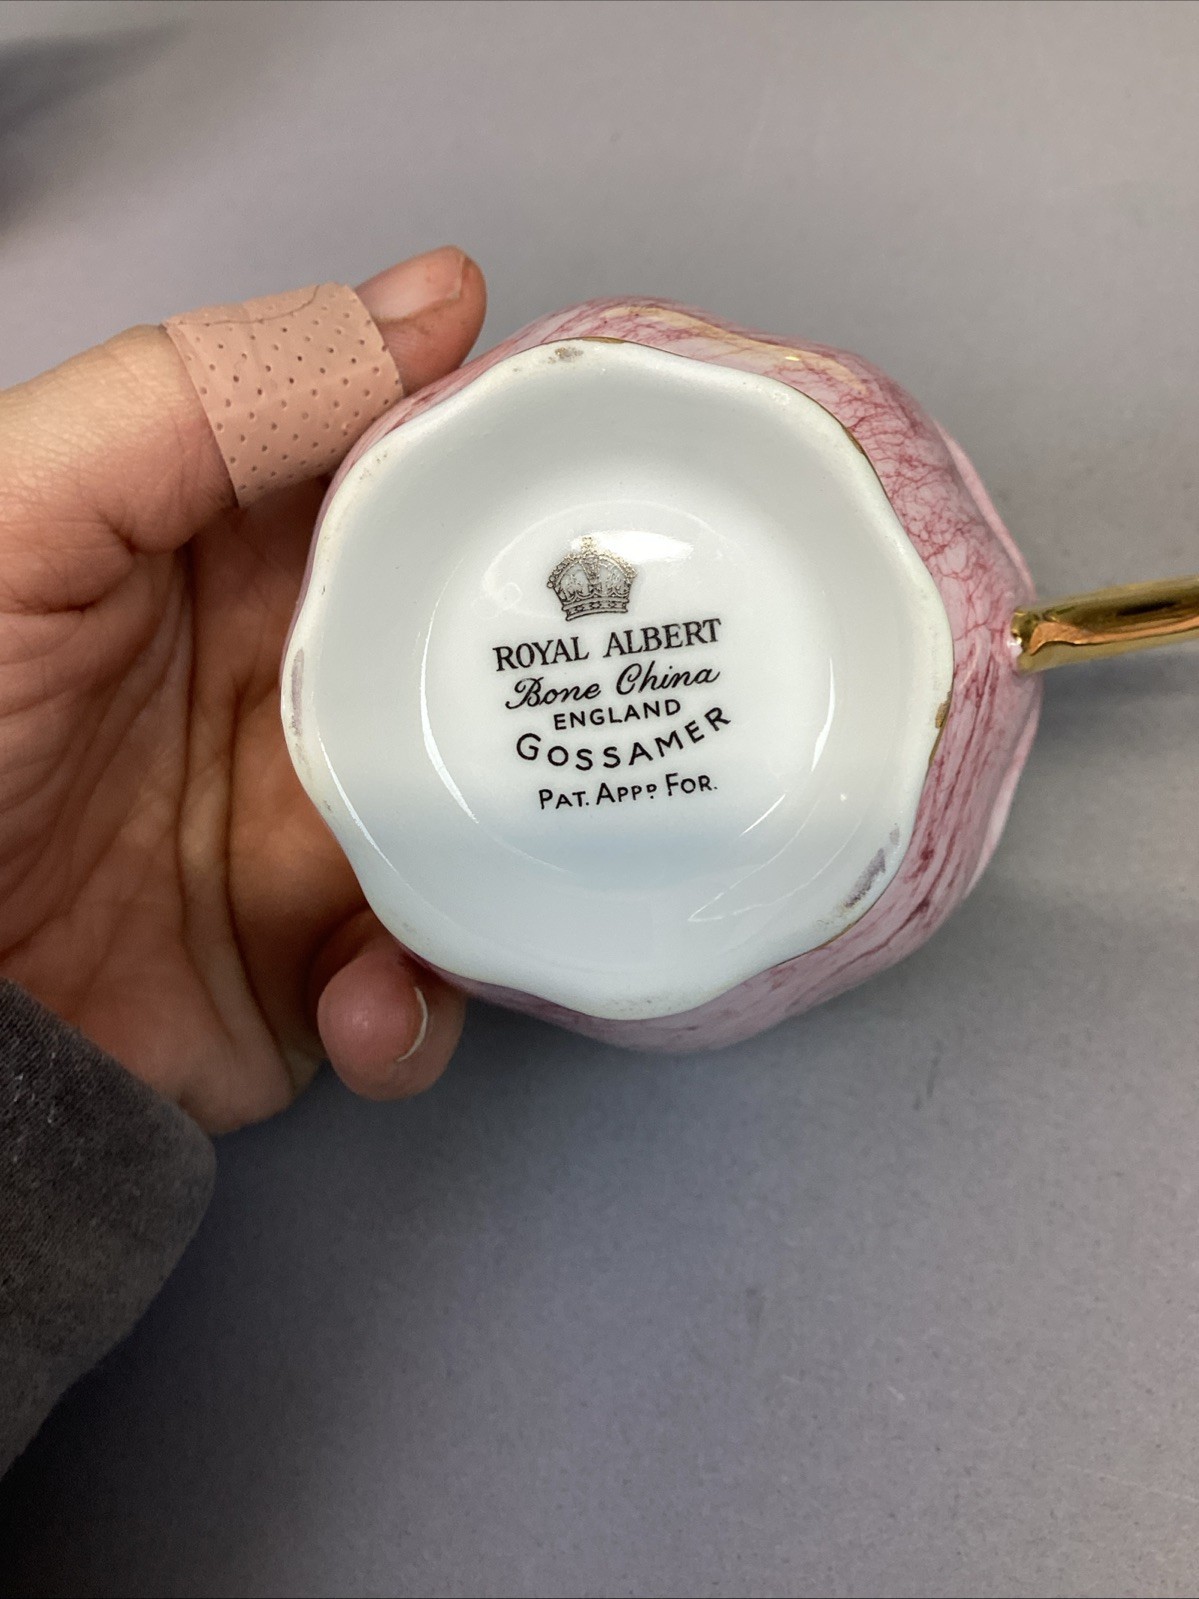 ROYAL ALBERT
Bone China
ENGLAND
GOSSAMER
PAT. APPD FOR.